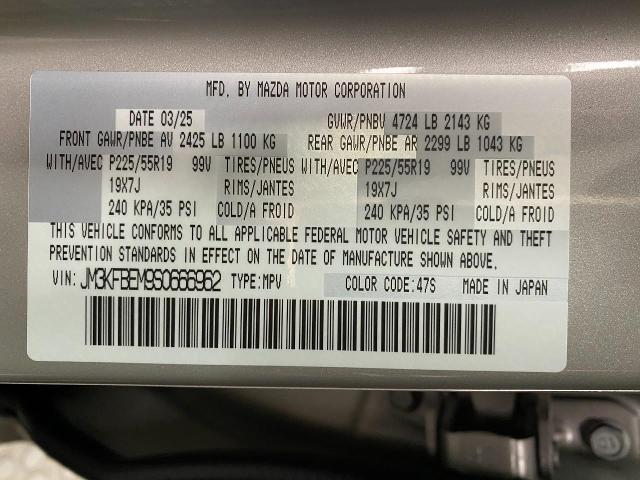 MFD. BY MAZDA MOTOR CORPORATION
DATE 03/25 GVWR/PNBV 4724 LB 2143 KG
FRONT GAWR/PNBE AV 2425 LB 1100 KG REAR GAWR/PNBE AR 2299 LB 1043 KG
WITH/AVEC P225/55R19 99V TIRES/PNEUS WITH/AVEC P225/55R19 99V TIRES/PNEUS
19X7J RIMS/JANTES 19X7J RIMS/JANTES
240 KPA/35 PSI COLD/A FROID 240 KPA/35 PSI COLD/A FROID
THIS VEHICLE CONFORMS TO ALL APPLICABLE FEDERAL MOTOR VEHICLE SAFETY AND THEFT
PREVENTION STANDARDS IN EFFECT ON THE DATE OF MANUFACTURE SHOWN ABOVE.
VIN: JM3KFBEM9S0666962 TYPE:MPV COLOR CODE:47S MADE IN JAPAN